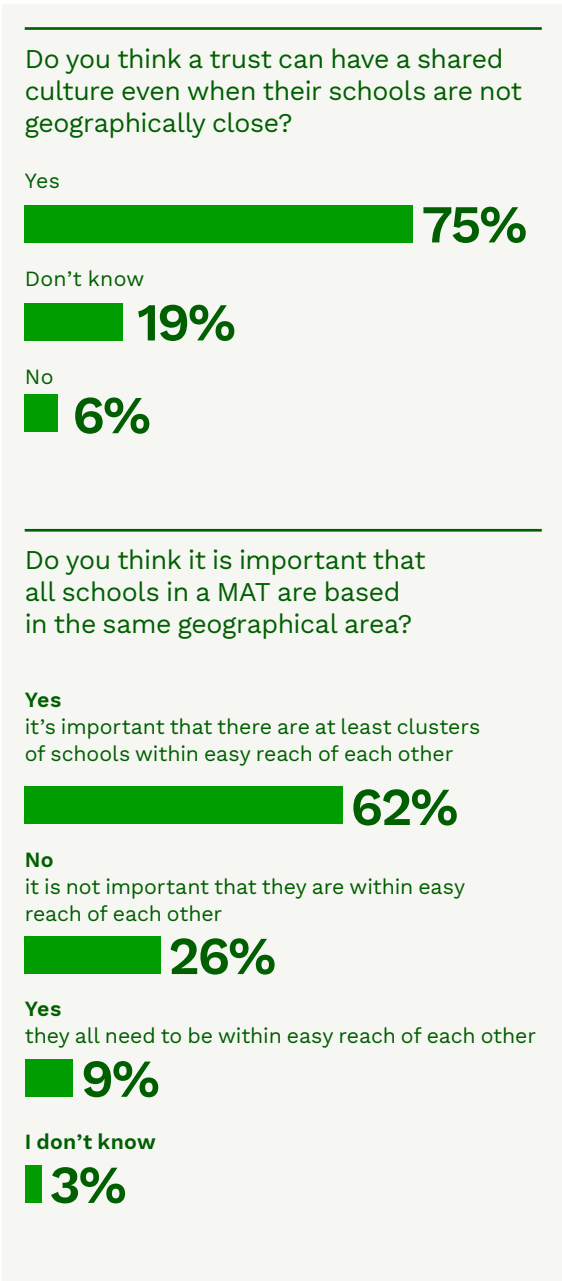 Do you think a trust can have a shared
culture even when their schools are not
geographically close?
Yes
75%
Don’t know
19%
No
6%
Do you think it is important that
all schools in a MAT are based
in the same geographical area?
Yes
it’s important that there are at least clusters
of schools within easy reach of each other
62%
No
it is not important that they are within easy
reach of each other
26%
Yes
they all need to be within easy reach of each other
9%
I don’t know
3%